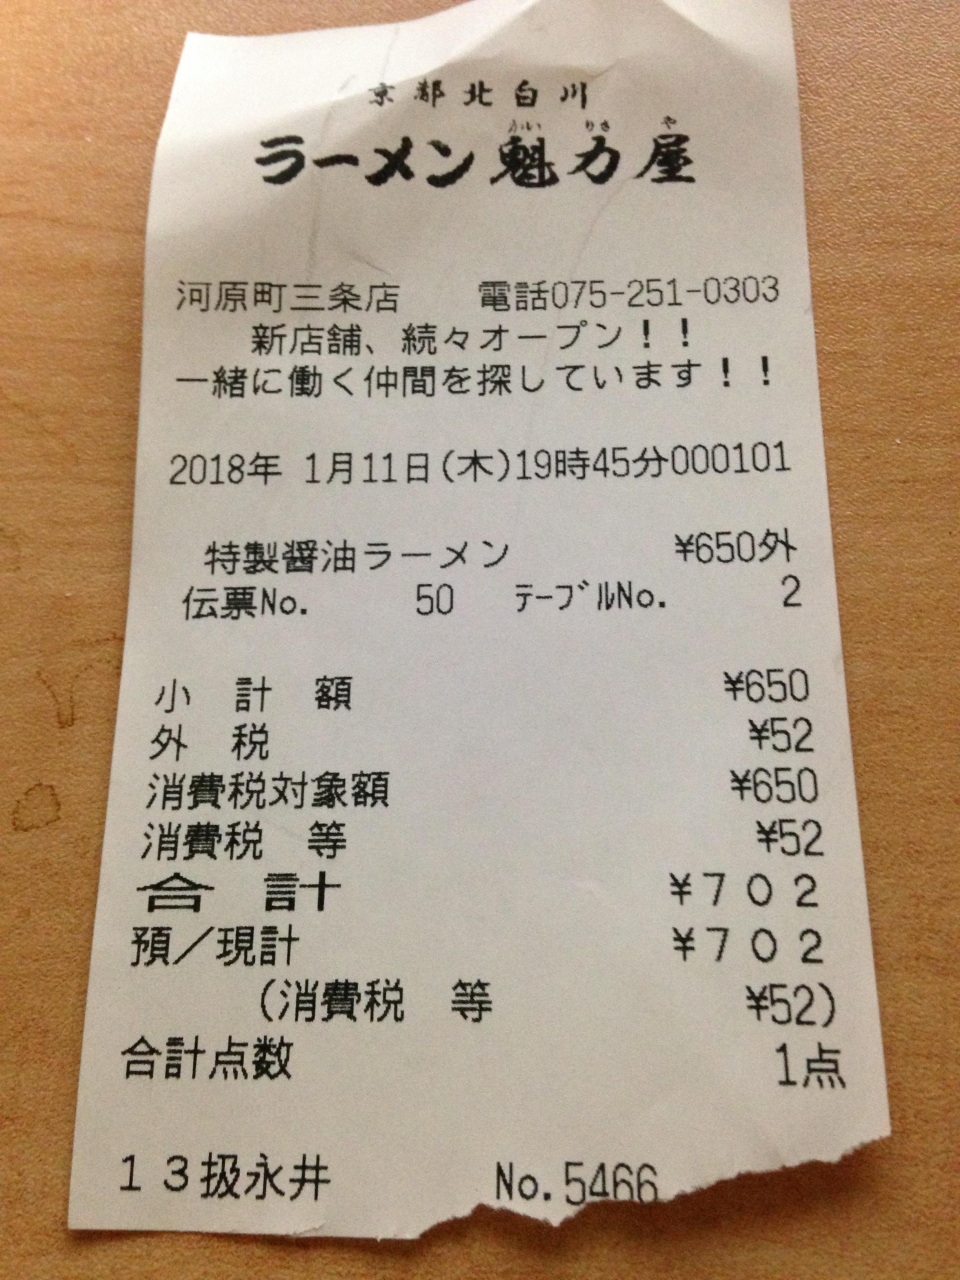 京都北白川
かい りき や
ラーメン魁力屋
河原町三条店 電話075-251-0303
新店舗、続々オープン！！
一緒に働く仲間を探しています！！
2018年 1月11日(木)19時45分000101
特製醤油ラーメン ¥650外
伝票No. 50 ﾃｰﾌﾞﾙNo. 2
小 計 額 ¥650
外 税 ¥52
消費税対象額 ¥650
消費税 等 ¥52
合 計 ¥702
預／現計 ¥702
(消費税 等 ¥52)
合計点数 1点
13扱永井 No.5466